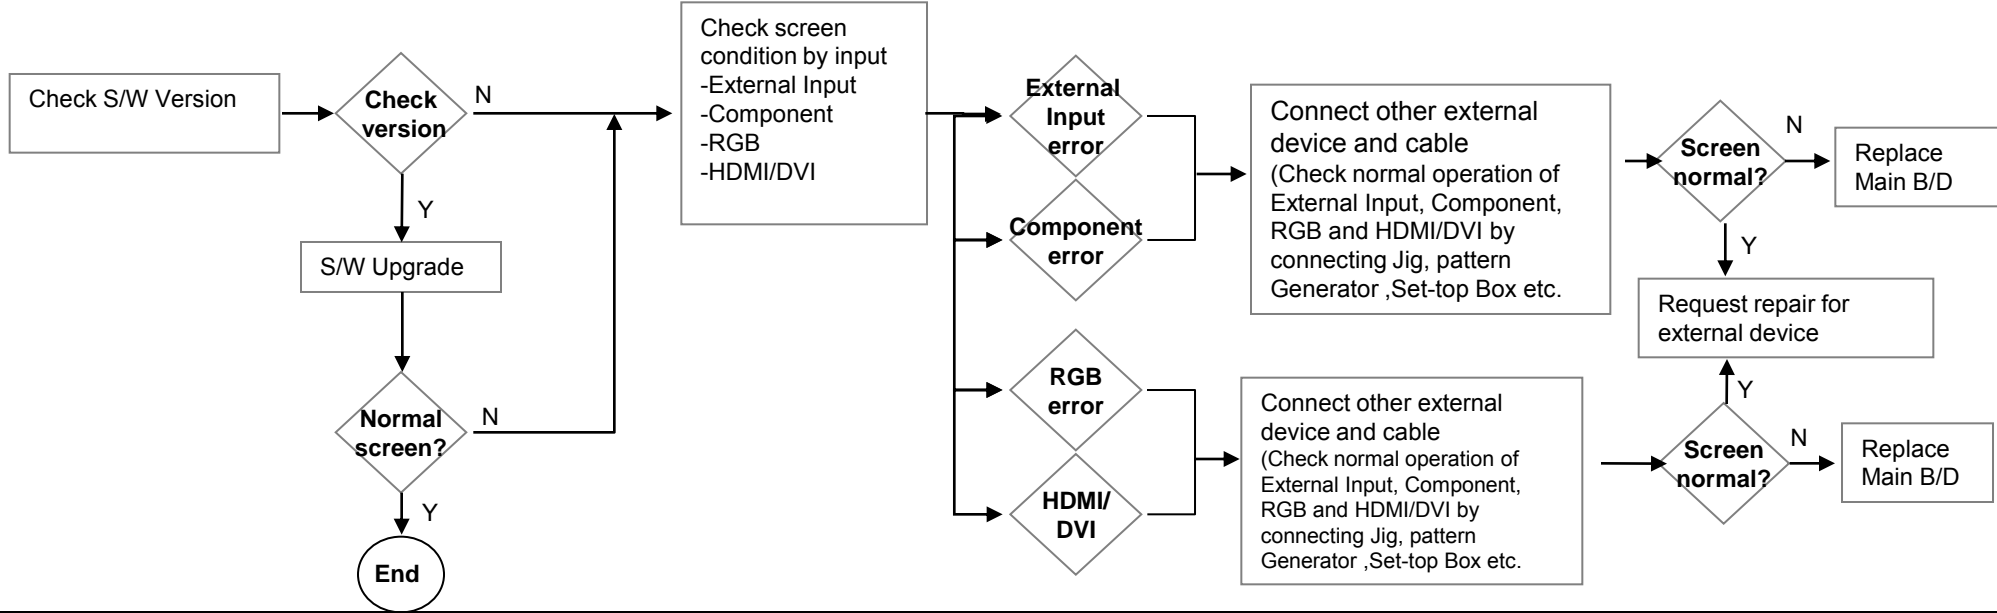 Check S/W Version
Check
version
N
Y
S/W Upgrade
Normal
screen?
N
Y
End
Check screen
condition by input
-External Input
-Component
-RGB
-HDMI/DVI
External
Input
error
Component
error
RGB
error
HDMI/
DVI
Connect other external
device and cable
(Check normal operation of
External Input, Component,
RGB and HDMI/DVI by
connecting Jig, pattern
Generator ,Set-top Box etc.
Screen
normal?
N
Replace
Main B/D
Y
Request repair for
external device
Connect other external
device and cable
(Check normal operation of
External Input, Component,
RGB and HDMI/DVI by
connecting Jig, pattern
Generator ,Set-top Box etc.
Y
Screen
normal?
N
Replace
Main B/D